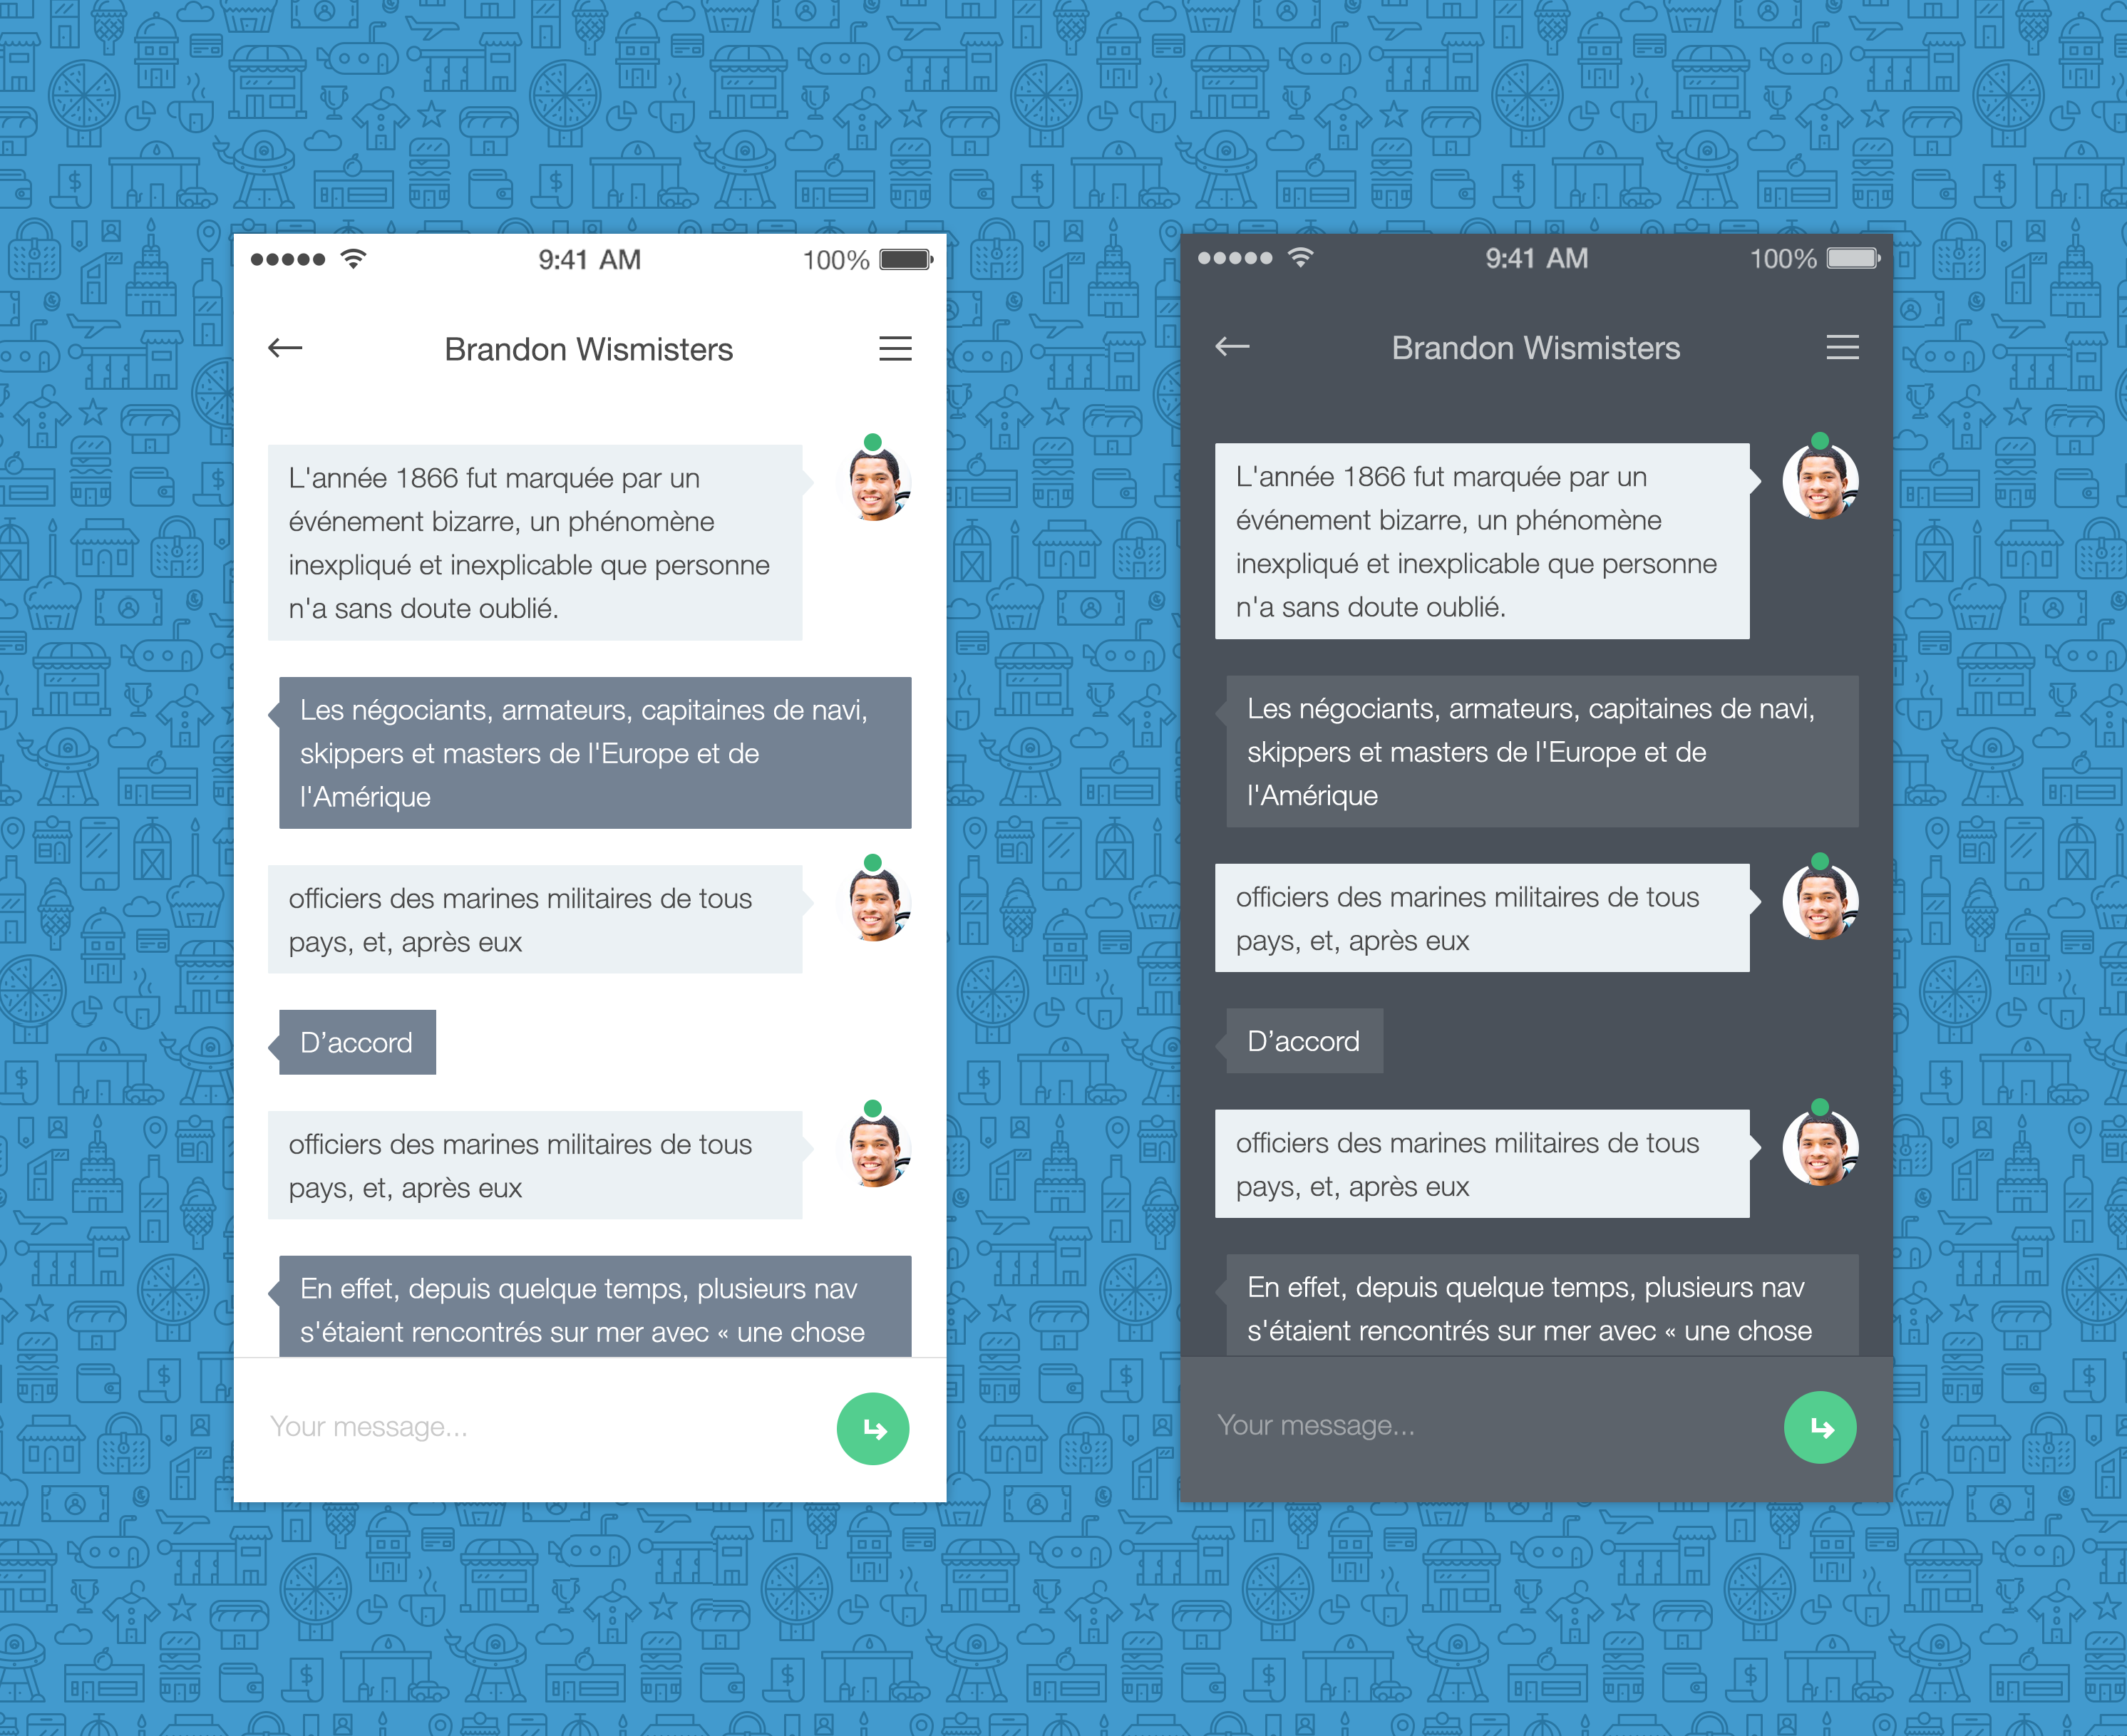 9:41 AM
100%
Brandon Wismisters
L'année 1866 fut marquée par un
événement bizarre, un phénomène
inexpliqué et inexplicable que personne
n'a sans doute oublié.
Les négociants, armateurs, capitaines de navi,
skippers et masters de l'Europe et de
l'Amérique
officiers des marines militaires de tous
pays, et, après eux
D’accord
officiers des marines militaires de tous
pays, et, après eux
En effet, depuis quelque temps, plusieurs nav
s'étaient rencontrés sur mer avec « une chose
Your message...
9:41 AM
100%
Brandon Wismisters
L'année 1866 fut marquée par un
événement bizarre, un phénomène
inexpliqué et inexplicable que personne
n'a sans doute oublié.
Les négociants, armateurs, capitaines de navi,
skippers et masters de l'Europe et de
l'Amérique
officiers des marines militaires de tous
pays, et, après eux
D’accord
officiers des marines militaires de tous
pays, et, après eux
En effet, depuis quelque temps, plusieurs nav
s'étaient rencontrés sur mer avec « une chose
Your message...